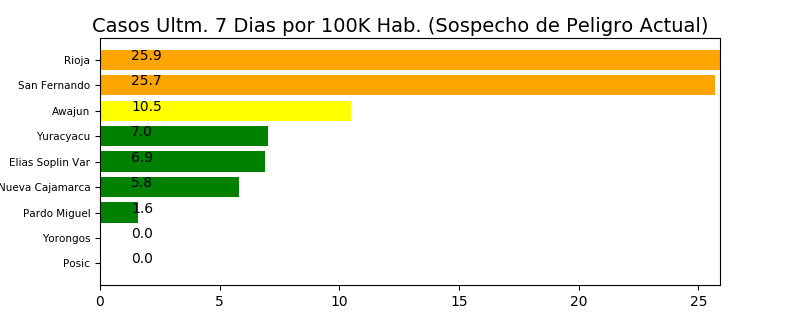 Casos Ultm. 7 Dias por 100K Hab. (Sospecho de Peligro Actual)
Rioja 25.9
San Fernando 25.7
Awajun 10.5
Yuracyacu 7.0
Elias Soplin Var 6.9
Nueva Cajamarca 5.8
Pardo Miguel 1.6
Yorongos 0.0
Posic 0.0
0 5 10 15 20 25